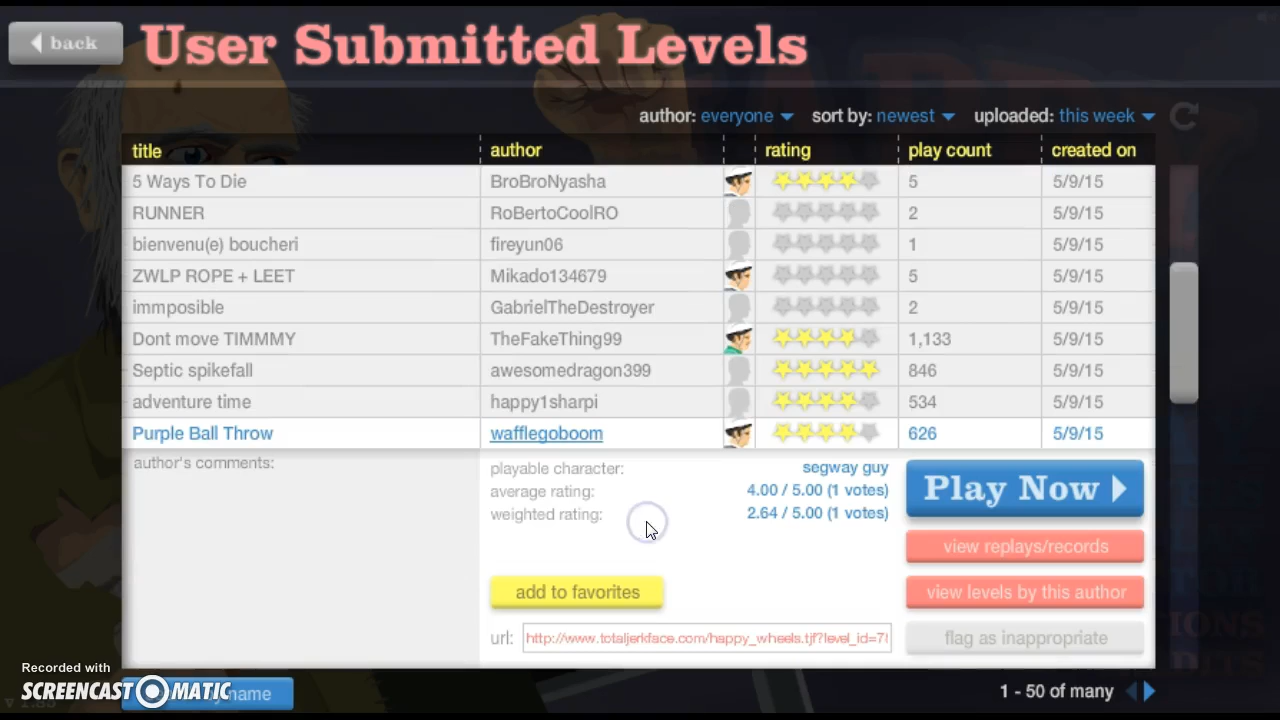 back
User Submitted Levels
author: everyone sort by: newest uploaded: this week
title author rating play count created on
5 Ways To Die BroBroNyasha 5 5/9/15
RUNNER RoBertoCoolRO 2 5/9/15
bienvenu(e) boucheri fireyun06 1 5/9/15
ZWLP ROPE + LEET Mikado134679 5 5/9/15
immposible GabrielTheDestroyer 2 5/9/15
Dont move TIMMMY TheFakeThing99 1,133 5/9/15
Septic spikefall awesomedragon399 846 5/9/15
adventure time happy1sharpi 534 5/9/15
Purple Ball Throw wafflegoboom 626 5/9/15
author's comments:
playable character: segway guy
average rating: 4.00 / 5.00 (1 votes)
weighted rating: 2.64 / 5.00 (1 votes)
Play Now
view replays/records
add to favorites
view levels by this author
url: http://www.totaljerkface.com/happy_wheels.tjf?level_id=7
flag as inappropriate
Recorded with
SCREENCAST MATIC
name
1 - 50 of many